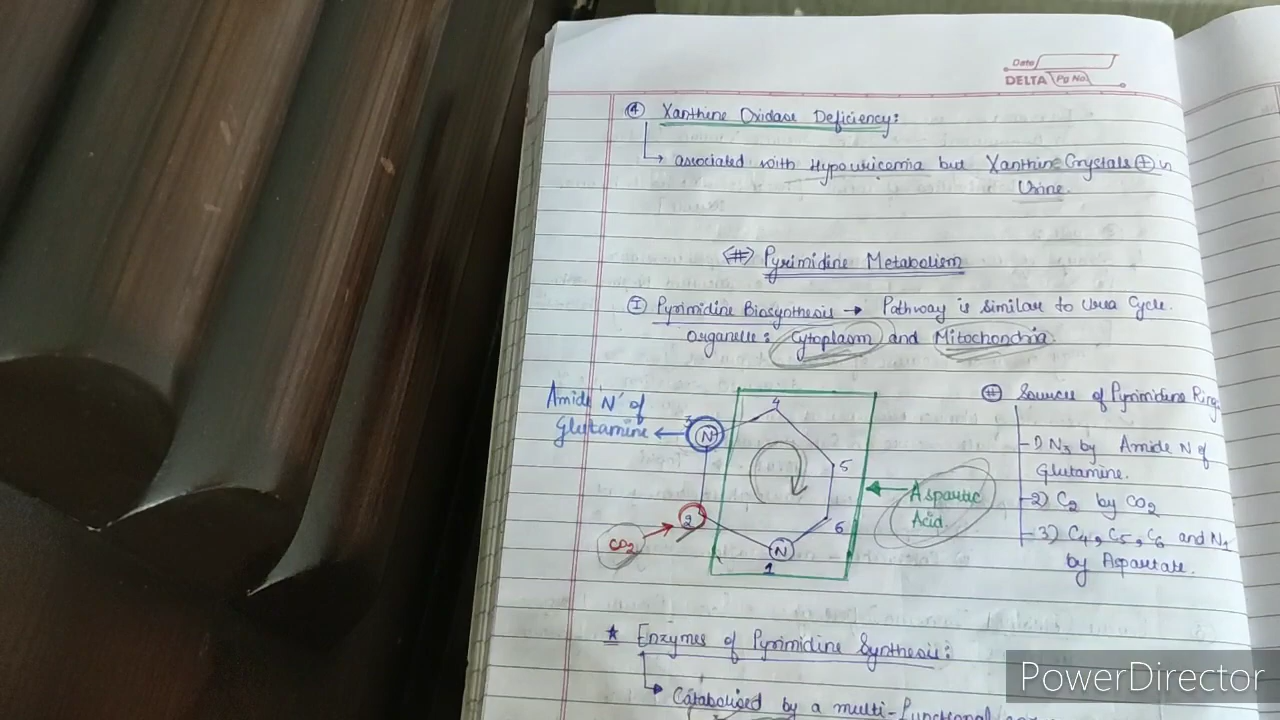 Date
DELTA Pg No.
④ Xanthine Oxidase Deficiency:
→ associated with Hypouricemia but Xanthine Crystals ⊕ in
Urine.
<#> Pyrimidine Metabolism
① Pyrimidine Biosynthesis → Pathway is similar to Urea Cycle.
Organelle: Cytoplasm and Mitochondria.
Amide 'N' of
Glutamine ← N
3
4
5
6
N
1
2
CO2 →
← Aspartic
Acid.
# Sources of Pyrimidine Ring
1) N3 by Amide N of
Glutamine.
2) C2 by CO2
3) C4, C5, C6 and N1
by Aspartate.
★ Enzymes of Pyrimidine Synthesis:
→ Catabolised by a multi-functional
PowerDirector